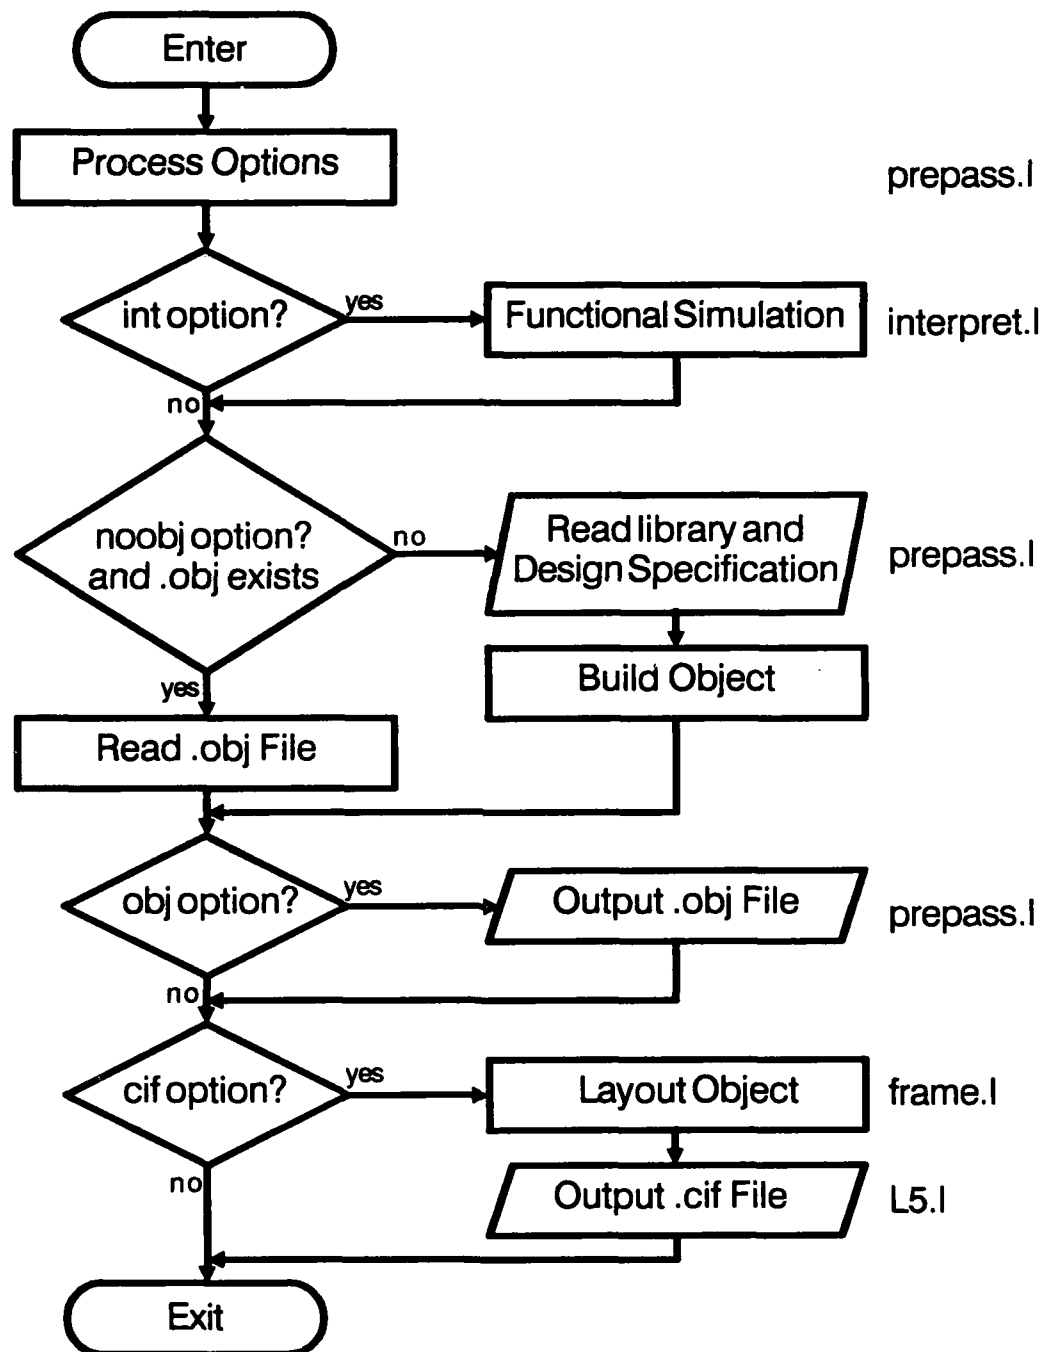 Enter
Process Options
prepass.l
int option?
yes
Functional Simulation
interpret.l
no
noobj option?
and .obj exists
no
Read library and
Design Specification
prepass.l
Build Object
yes
Read .obj File
obj option?
yes
Output .obj File
prepass.l
no
cif option?
yes
Layout Object
frame.l
no
Output .cif File
L5.l
Exit